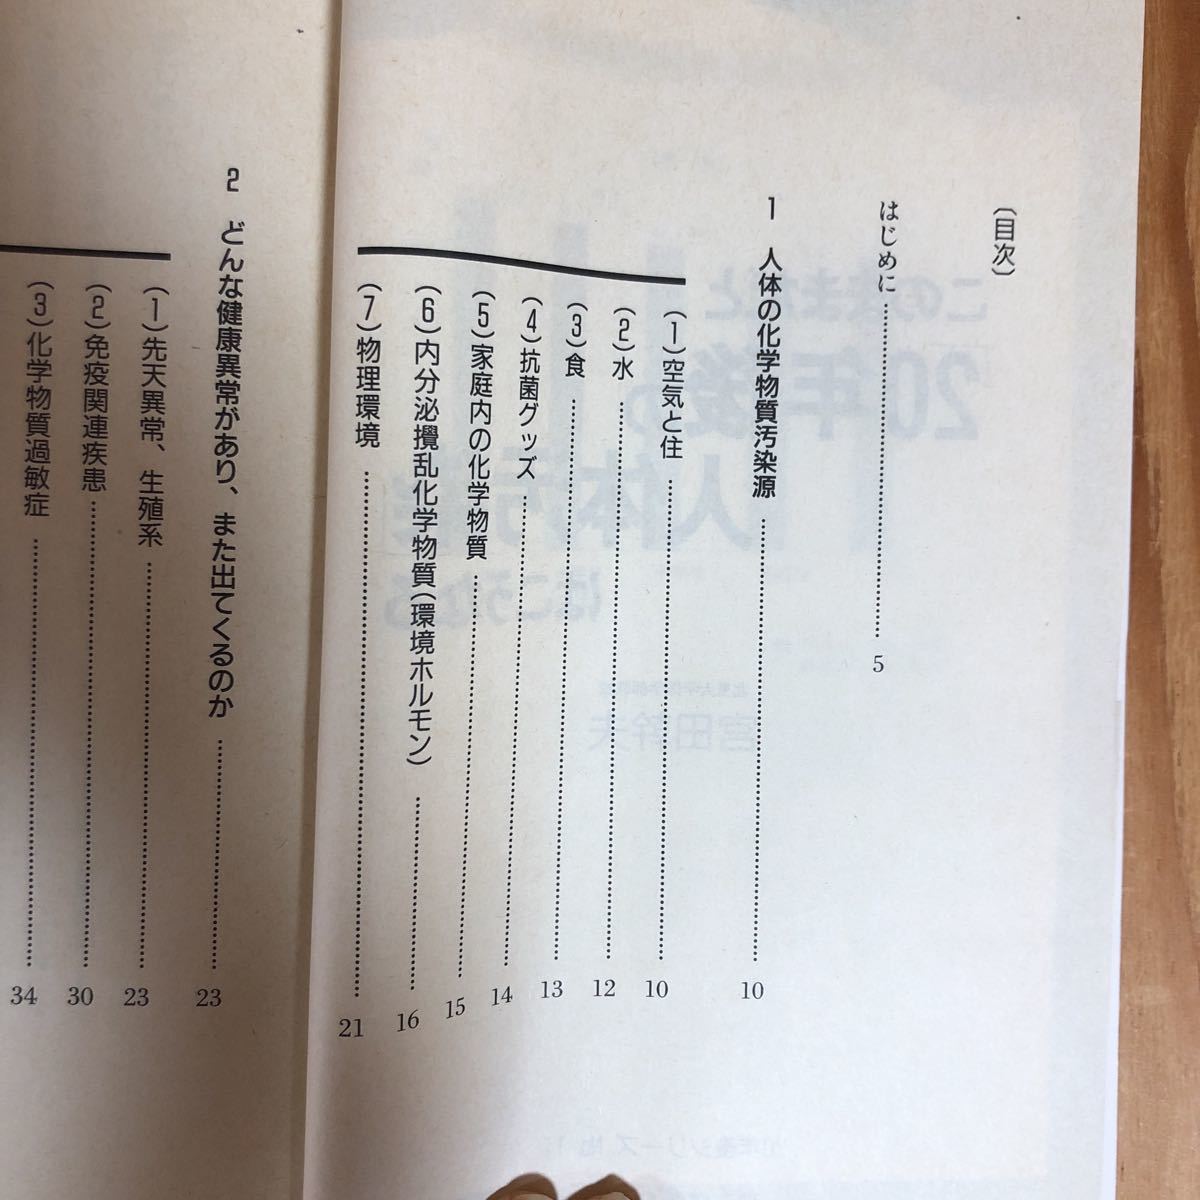 〔目次〕
はじめに……………5
1 人体の化学物質汚染源……………10
(1)空気と住……………10
(2)水……………12
(3)食……………13
(4)抗菌グッズ……………14
(5)家庭内の化学物質……………15
(6)内分泌攪乱化学物質(環境ホルモン)……………16
(7)物理環境……………21
2 どんな健康異常があり、また出てくるのか……………23
(1)先天異常、生殖系……………23
(2)免疫関連疾患……………30
(3)化学物質過敏症……………34